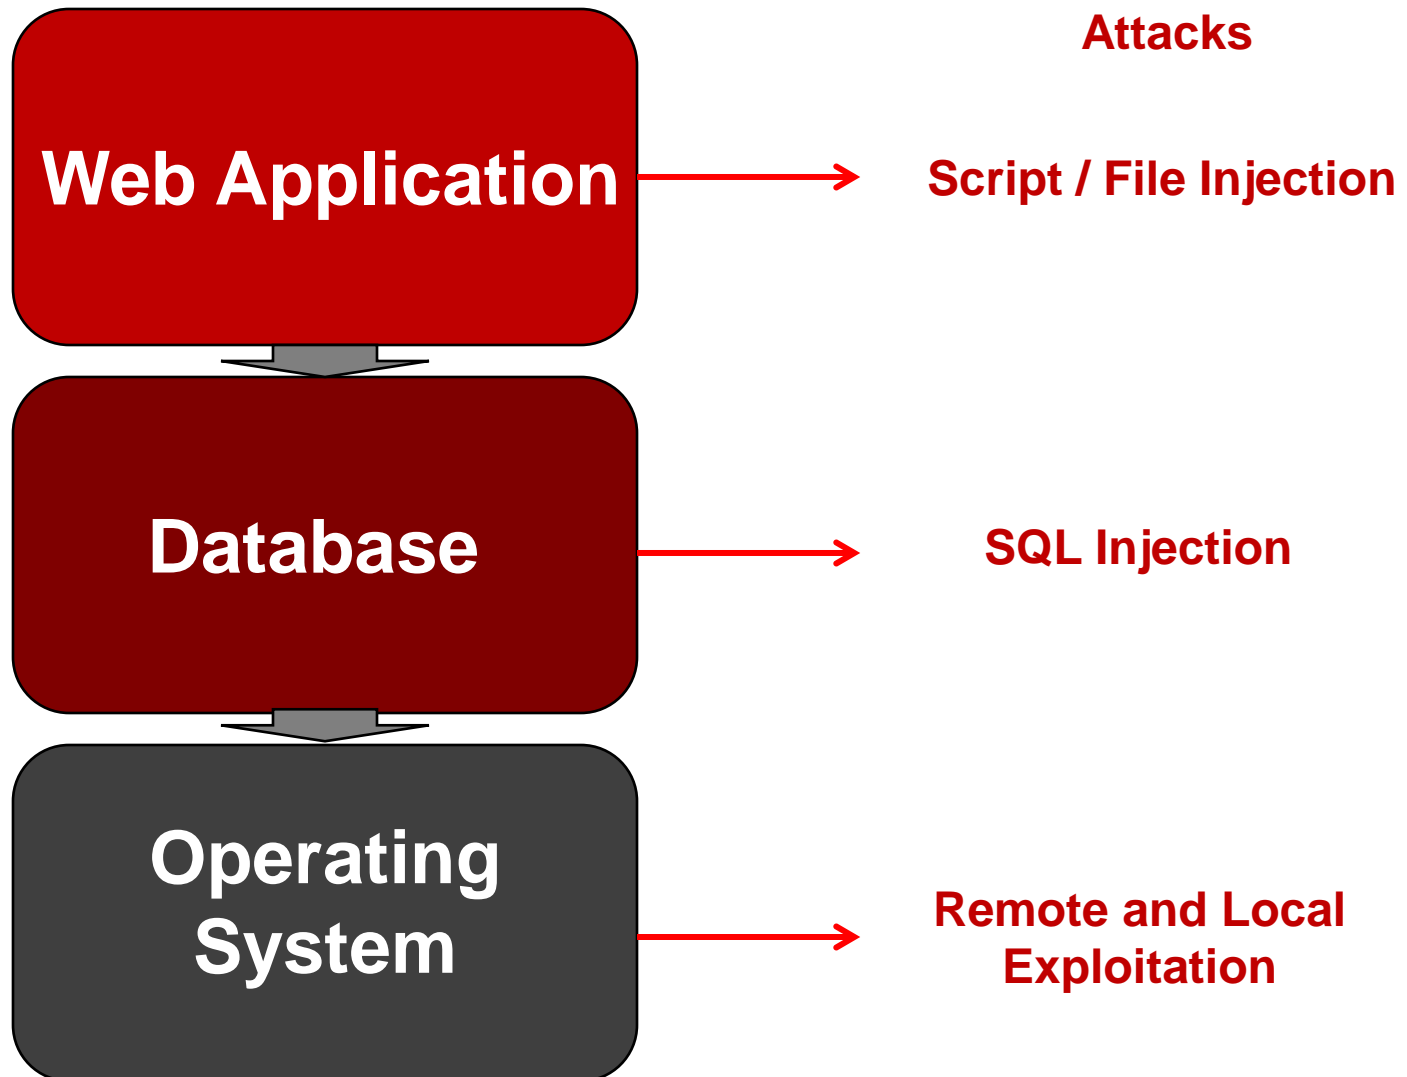 Attacks
Web Application
Script / File Injection
Database
SQL Injection
Operating
System
Remote and Local
Exploitation